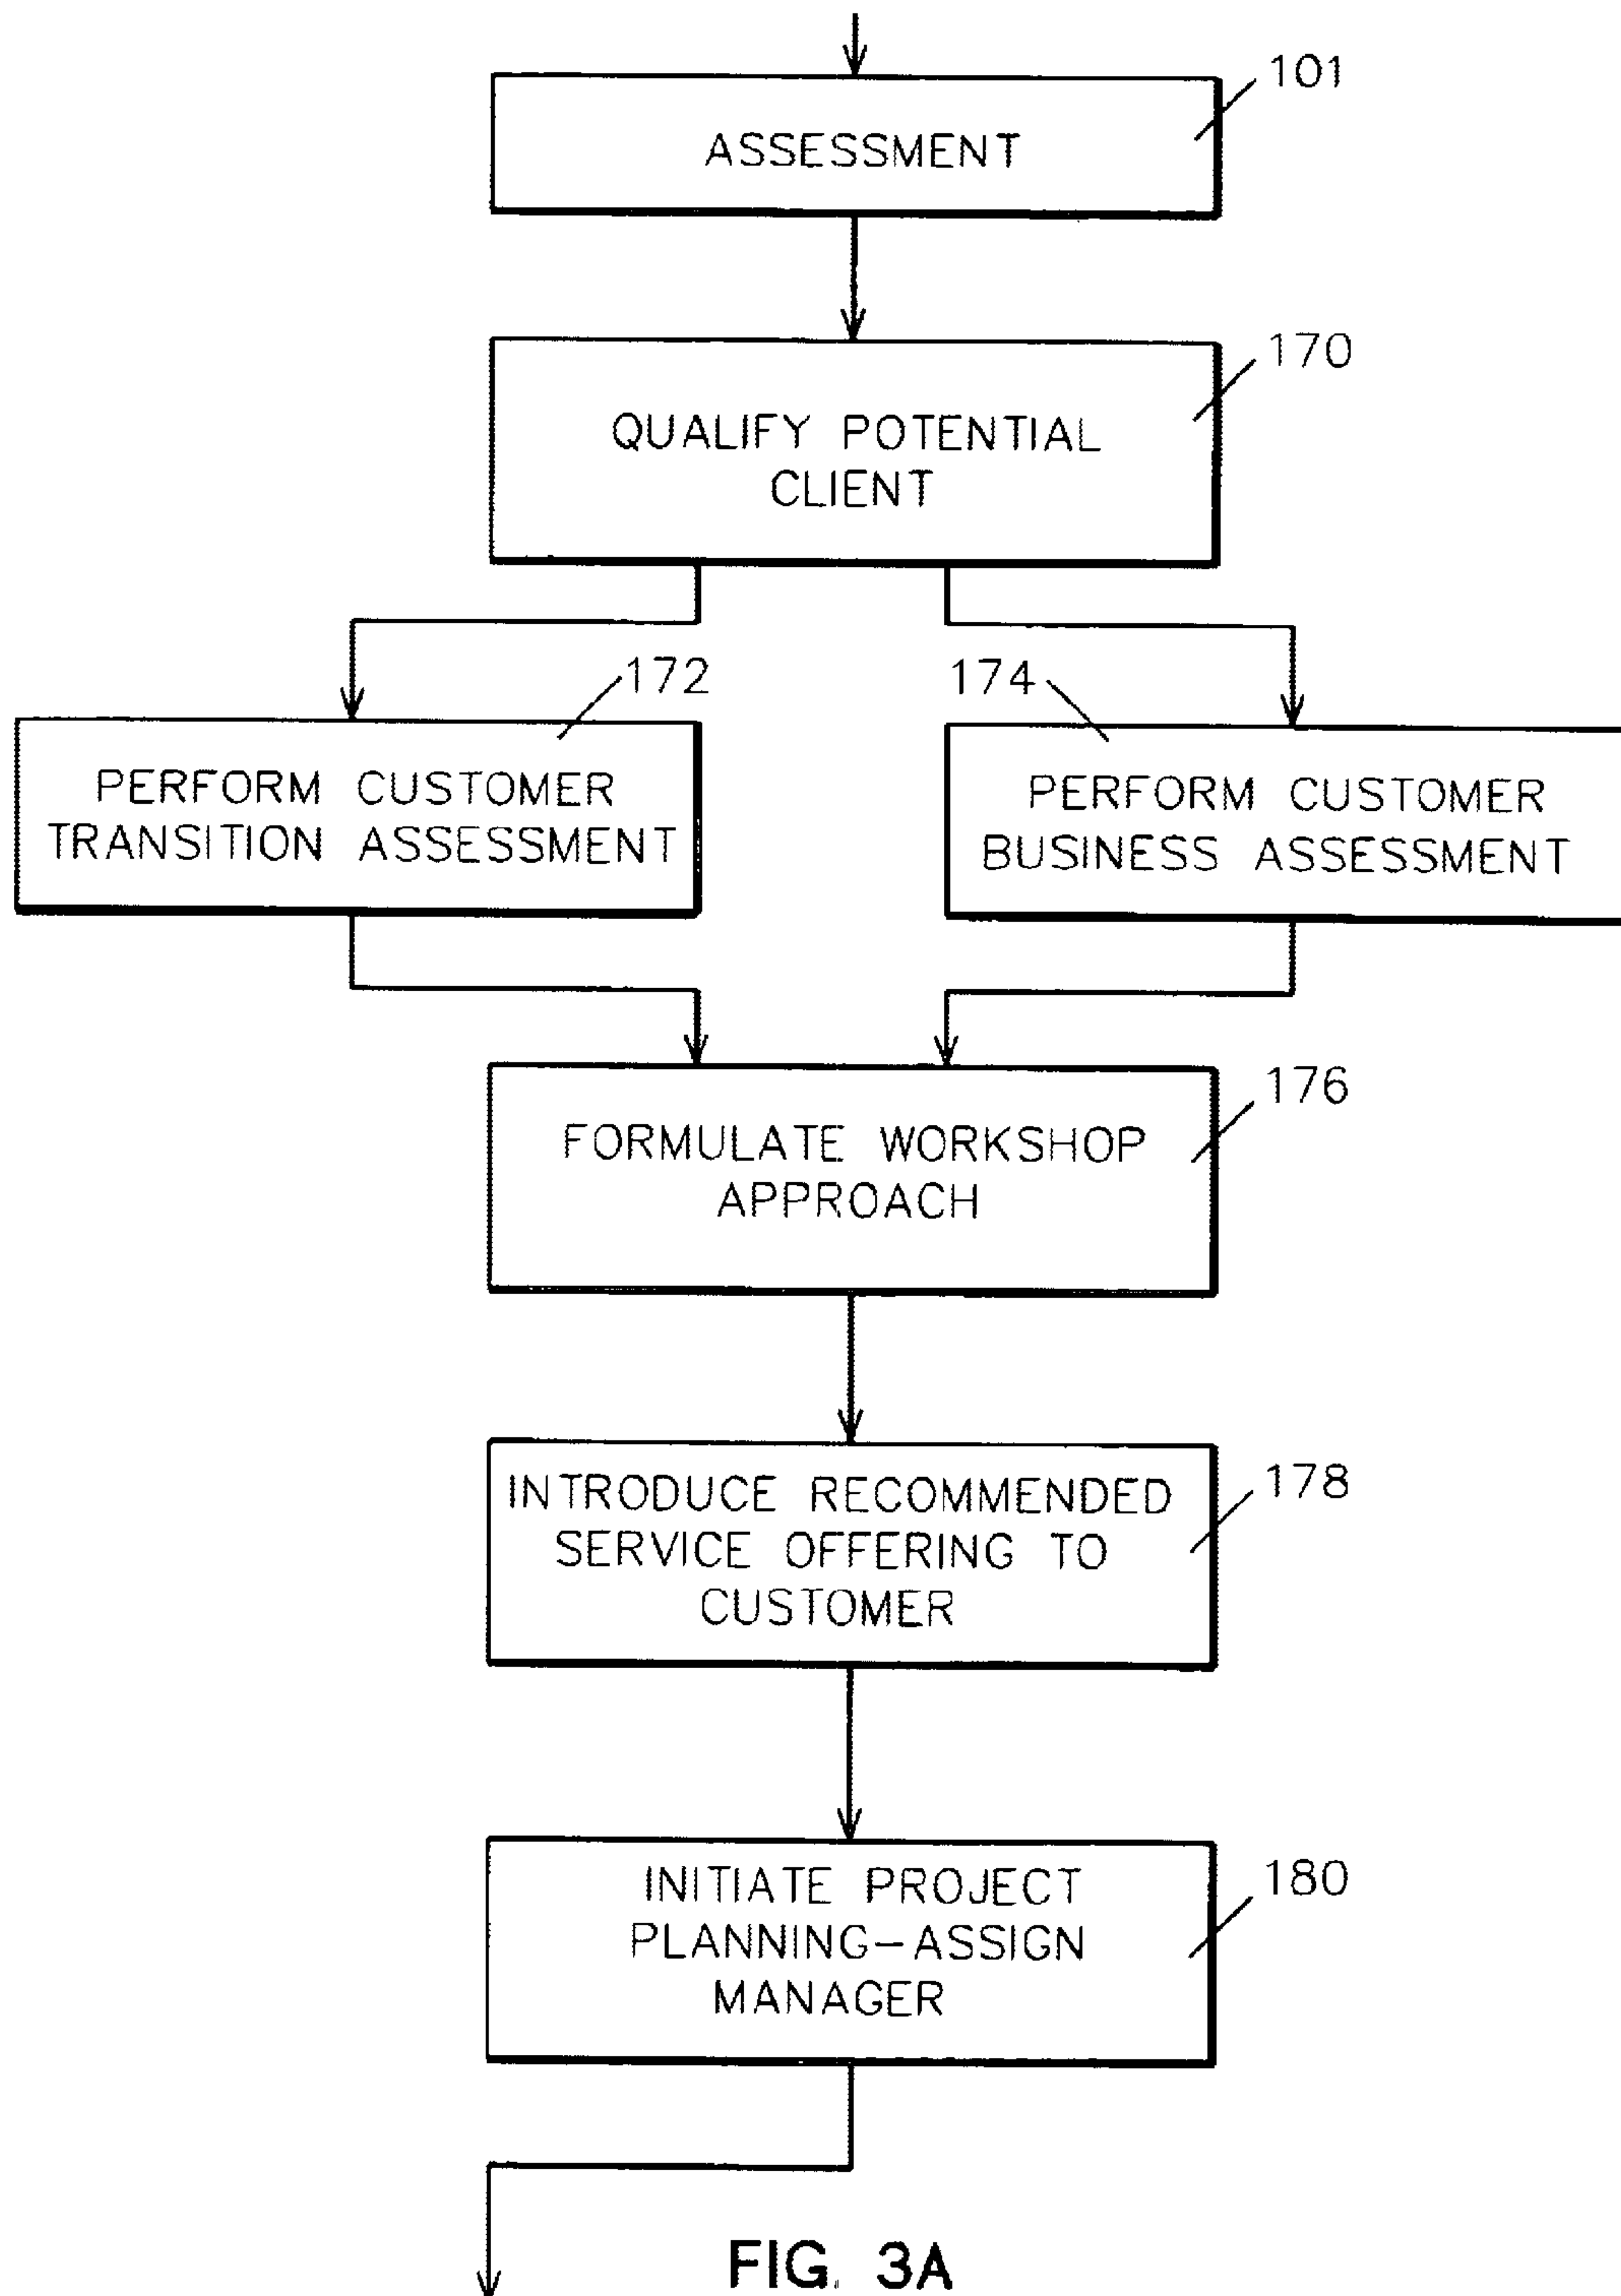 101
ASSESSMENT
170
QUALIFY POTENTIAL
CLIENT
172
174
PERFORM CUSTOMER
TRANSITION ASSESSMENT
PERFORM CUSTOMER
BUSINESS ASSESSMENT
176
FORMULATE WORKSHOP
APPROACH
178
INTRODUCE RECOMMENDED
SERVICE OFFERING TO
CUSTOMER
180
INITIATE PROJECT
PLANNING-ASSIGN
MANAGER
FIG. 3A